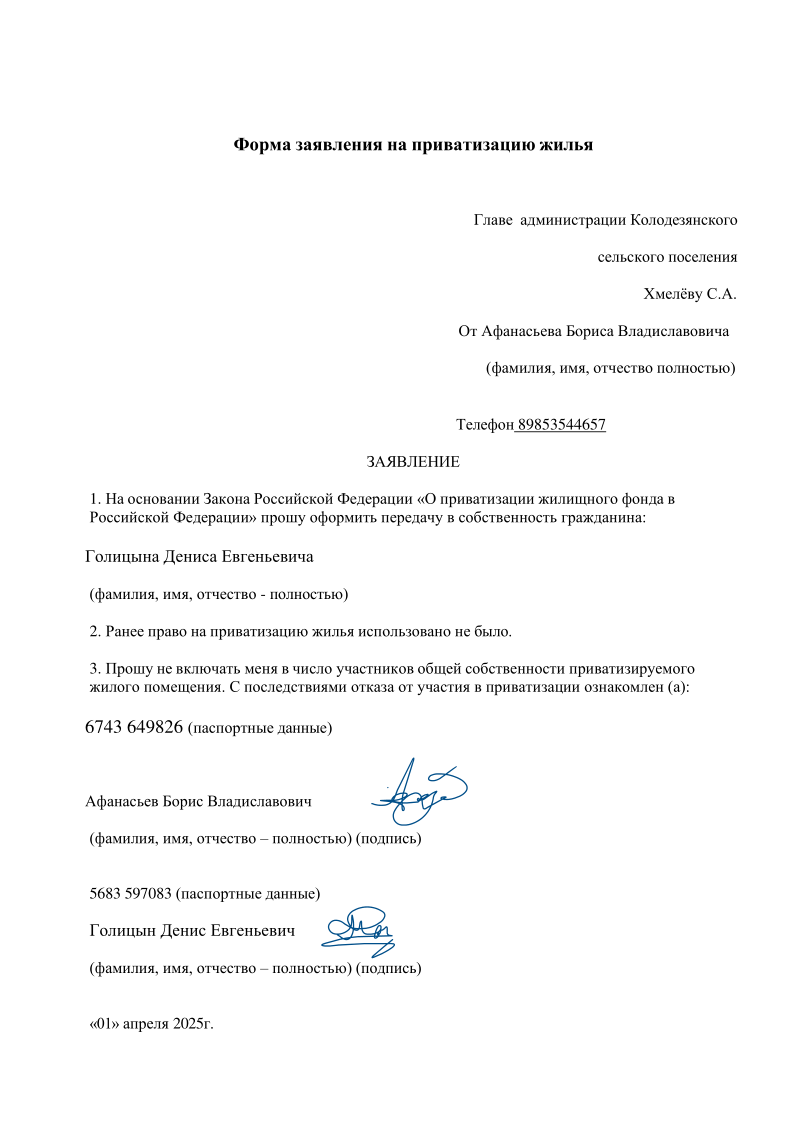 Форма заявления на приватизацию жилья
Главе администрации Колодезянского
сельского поселения
Хмелёву С.А.
От Афанасьева Бориса Владиславовича
(фамилия, имя, отчество полностью)
Телефон 89853544657
ЗАЯВЛЕНИЕ
1. На основании Закона Российской Федерации «О приватизации жилищного фонда в
Российской Федерации» прошу оформить передачу в собственность гражданина:
Голицына Дениса Евгеньевича
(фамилия, имя, отчество - полностью)
2. Ранее право на приватизацию жилья использовано не было.
3. Прошу не включать меня в число участников общей собственности приватизируемого
жилого помещения. С последствиями отказа от участия в приватизации ознакомлен (а):
6743 649826 (паспортные данные)
Афанасьев Борис Владиславович
(фамилия, имя, отчество – полностью) (подпись)
5683 597083 (паспортные данные)
Голицын Денис Евгеньевич
(фамилия, имя, отчество – полностью) (подпись)
«01» апреля 2025г.